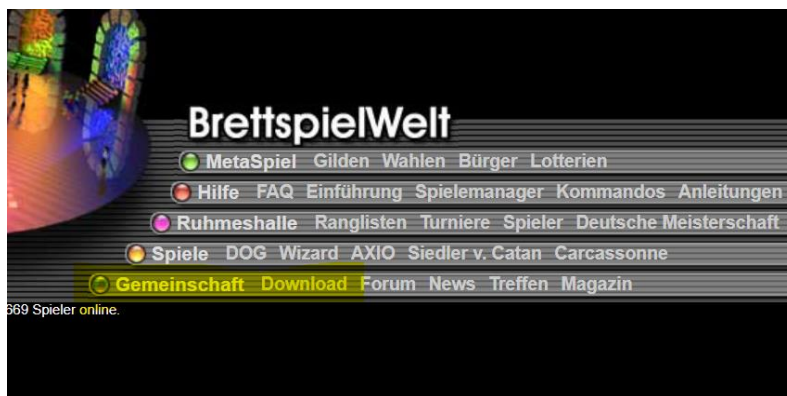 BrettspielWelt
MetaSpiel Gilden Wahlen Bürger Lotterien
Hilfe FAQ Einführung Spielemanager Kommandos Anleitungen
Ruhmeshalle Ranglisten Turniere Spieler Deutsche Meisterschaft
Spiele DOG Wizard AXIO Siedler v. Catan Carcassonne
Gemeinschaft Download Forum News Treffen Magazin
669 Spieler online.